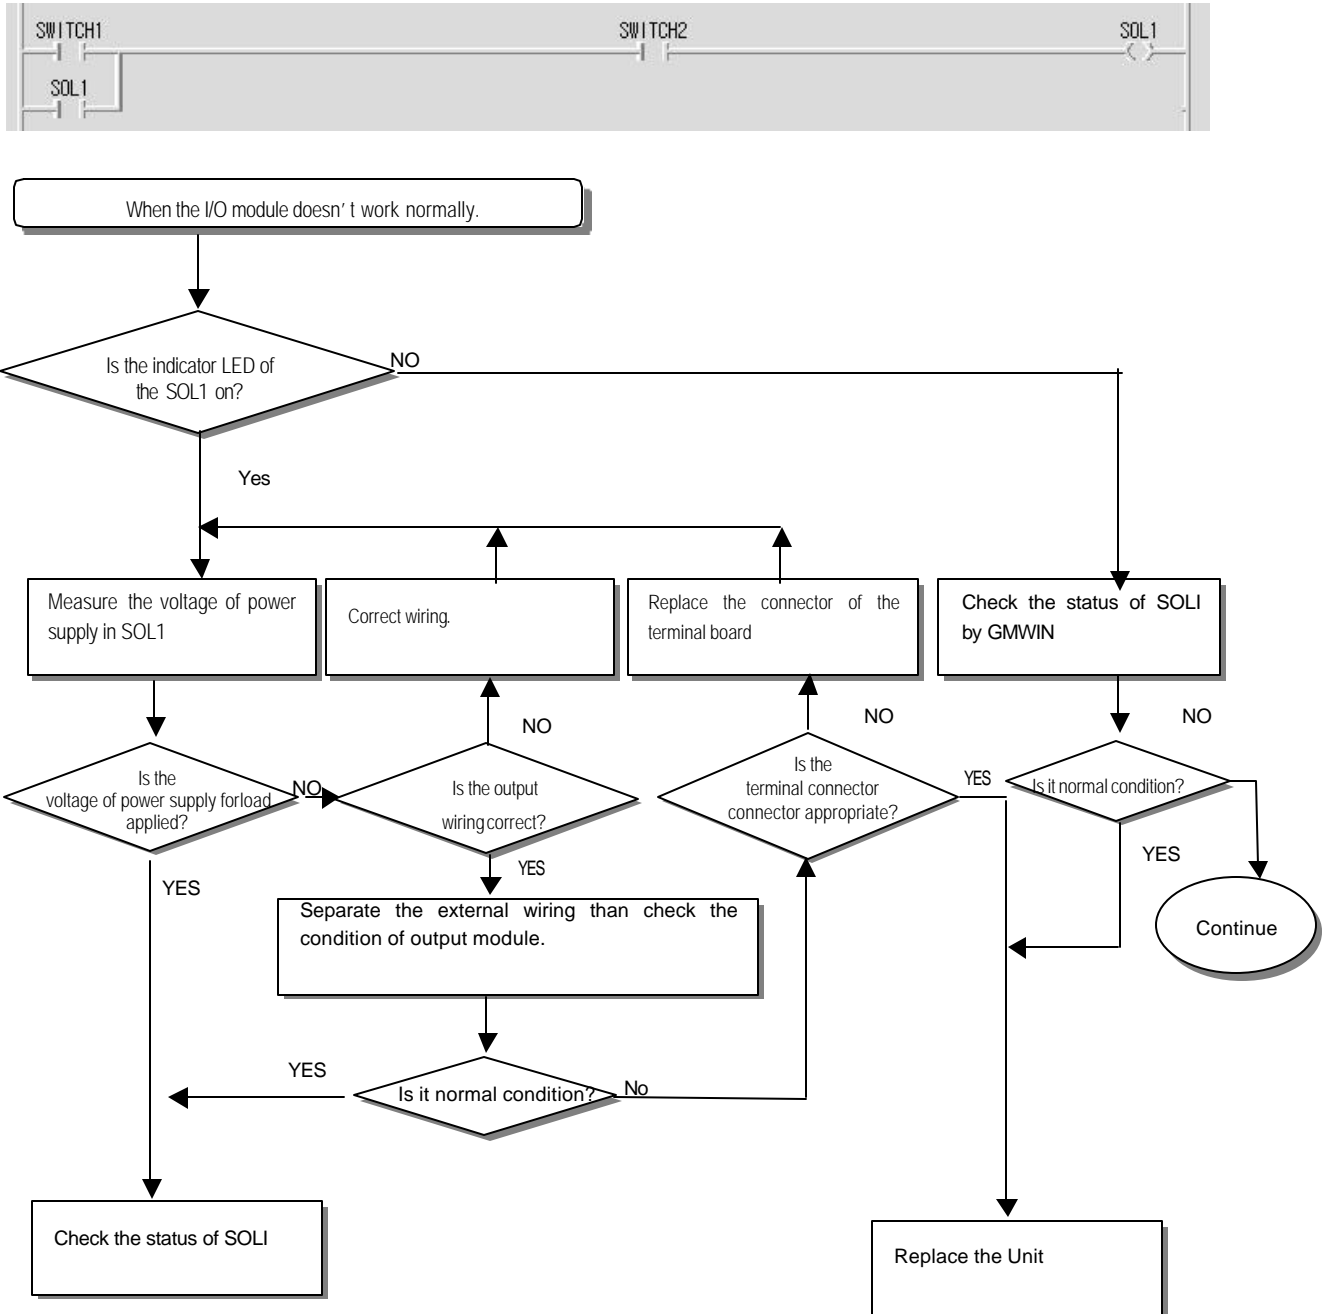 SWITCH1 SWITCH2 SOL1
SOL1
When the I/O module doesn' t work normally.
Is the indicator LED of
the SOL1 on?
NO
Yes
Measure the voltage of power
supply in SOL1
Correct wiring.
Replace the connector of the
terminal board
Check the status of SOLI
by GMWIN
NO
NO
NO
Is the
voltage of power supply forload
applied?
NO
Is the output
wiring correct?
Is the
terminal connector
connector appropriate?
YES
Is it normal condition?
YES
YES
YES
Separate the external wiring than check the
condition of output module.
Continue
YES
Is it normal condition?
No
Check the status of SOLI
Replace the Unit